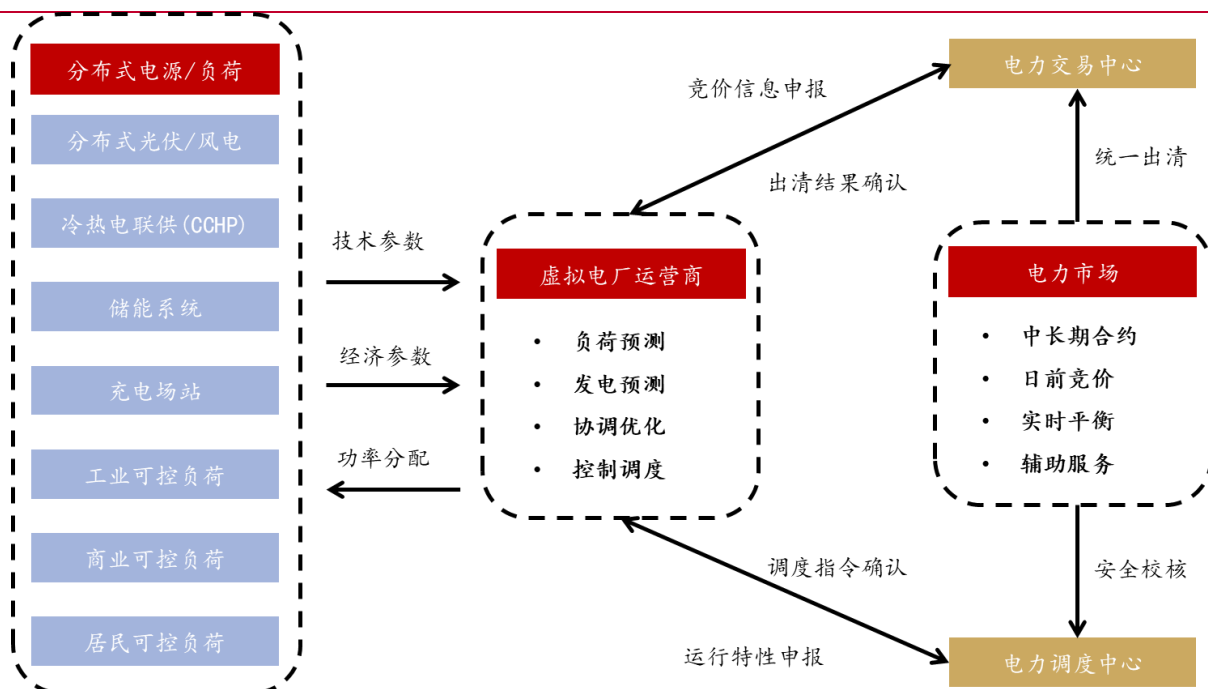 分布式电源/负荷
分布式光伏/风电
冷热电联供(CCHP)
储能系统
充电场站
工业可控负荷
商业可控负荷
居民可控负荷
技术参数
经济参数
功率分配
竞价信息申报
出清结果确认
虚拟电厂运营商
• 负荷预测
• 发电预测
• 协调优化
• 控制调度
调度指令确认
运行特性申报
电力交易中心
统一出清
电力市场
• 中长期合约
• 日前竞价
• 实时平衡
• 辅助服务
安全校核
电力调度中心